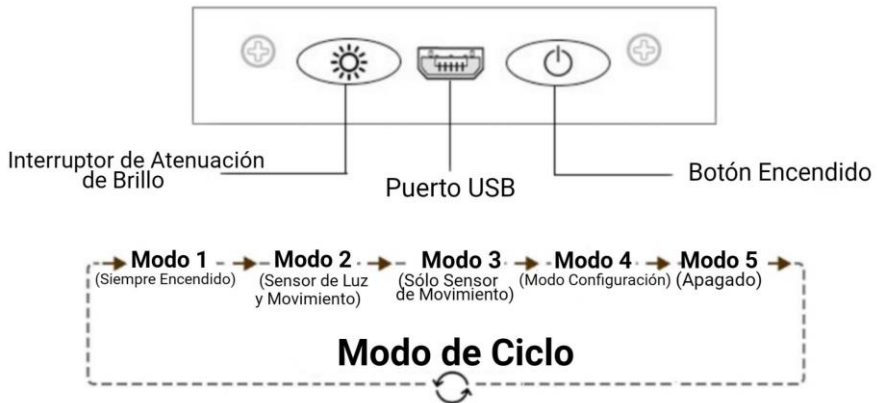 Interruptor de Atenuación
de Brillo
Puerto USB
Botón Encendido
Modo 1
(Siempre Encendido)
Modo 2
(Sensor de Luz
y Movimiento)
Modo 3
(Sólo Sensor
de Movimiento)
Modo 4
(Modo Configuración)
Modo 5
(Apagado)
Modo de Ciclo